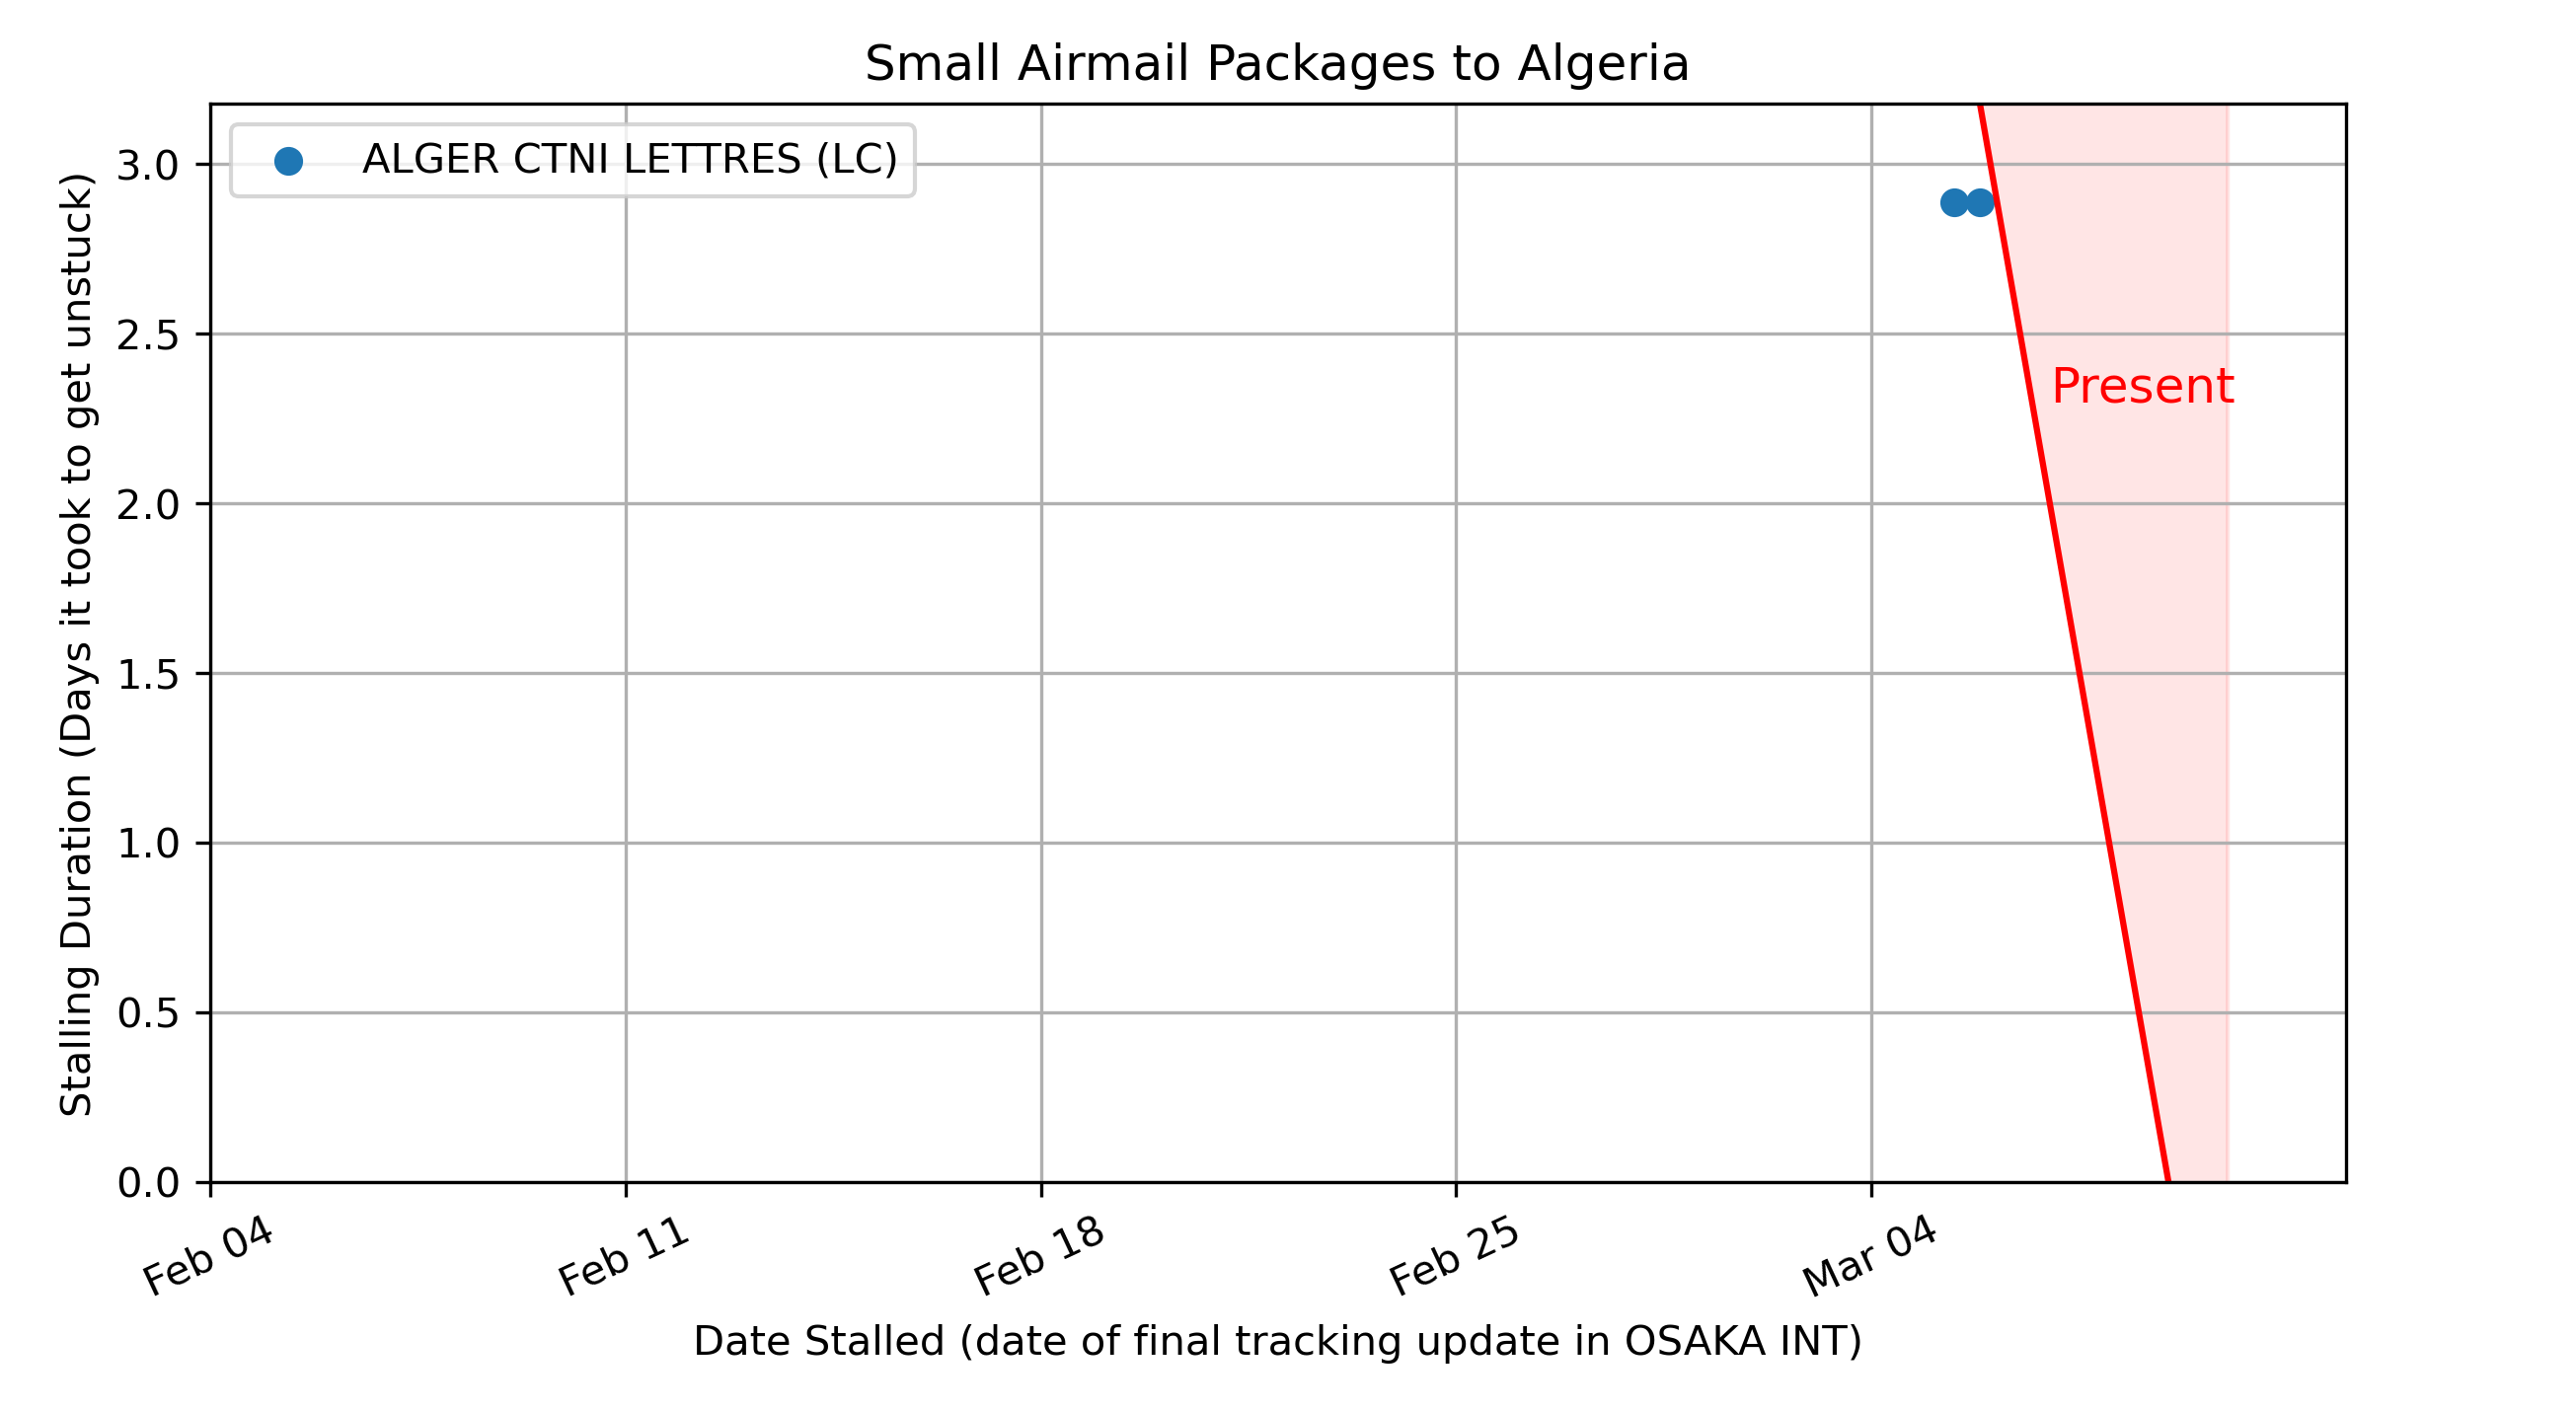 Small Airmail Packages to Algeria
ALGER CTNI LETTRES (LC)
Stalling Duration (Days it took to get unstuck)
3.0
2.5
2.0
1.5
1.0
0.5
0.0
Present
Feb 04
Feb 11
Feb 18
Feb 25
Mar 04
Date Stalled (date of final tracking update in OSAKA INT)